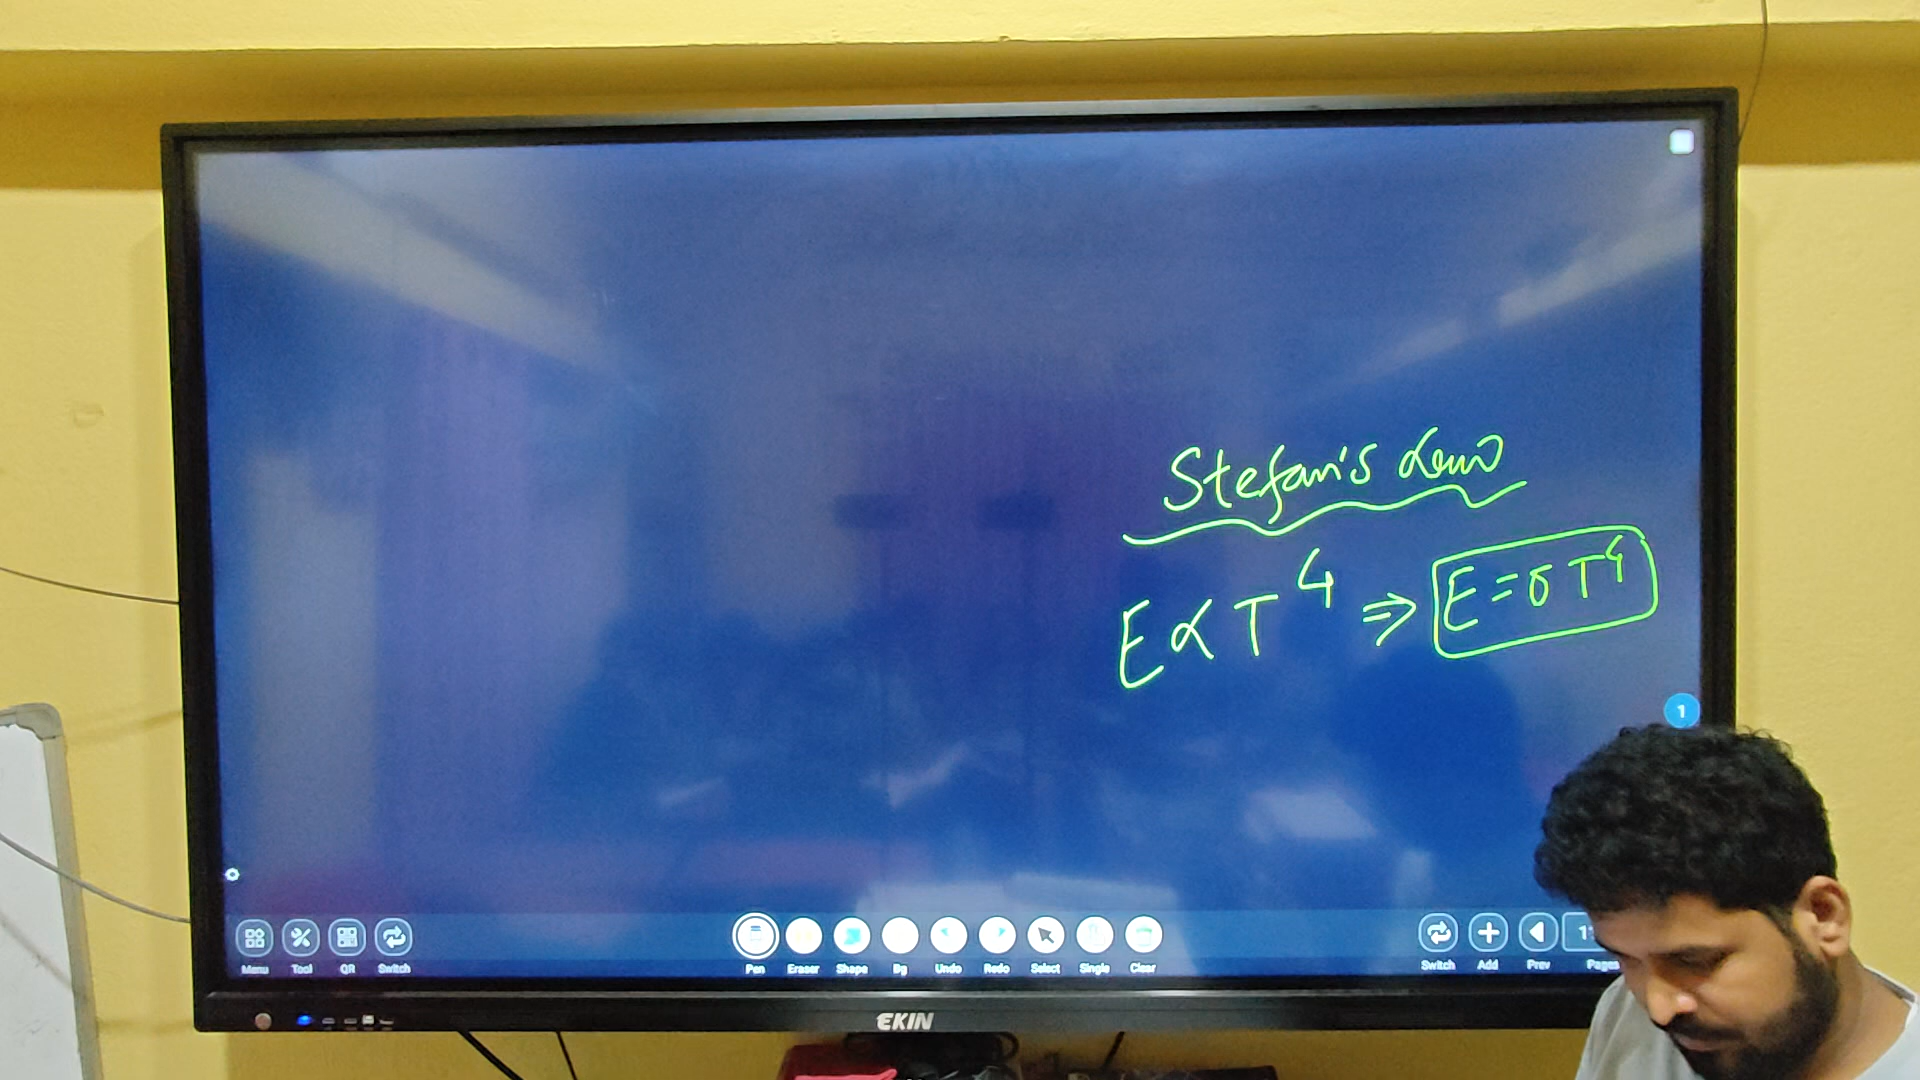 Stefan's Law
E ∝ T⁴ ⇒ E = σT⁴
1
Menu Tool QR Switch Pen Eraser Shape Bg Undo Redo Select Single Clear Switch Add Prev Pages
EKIN